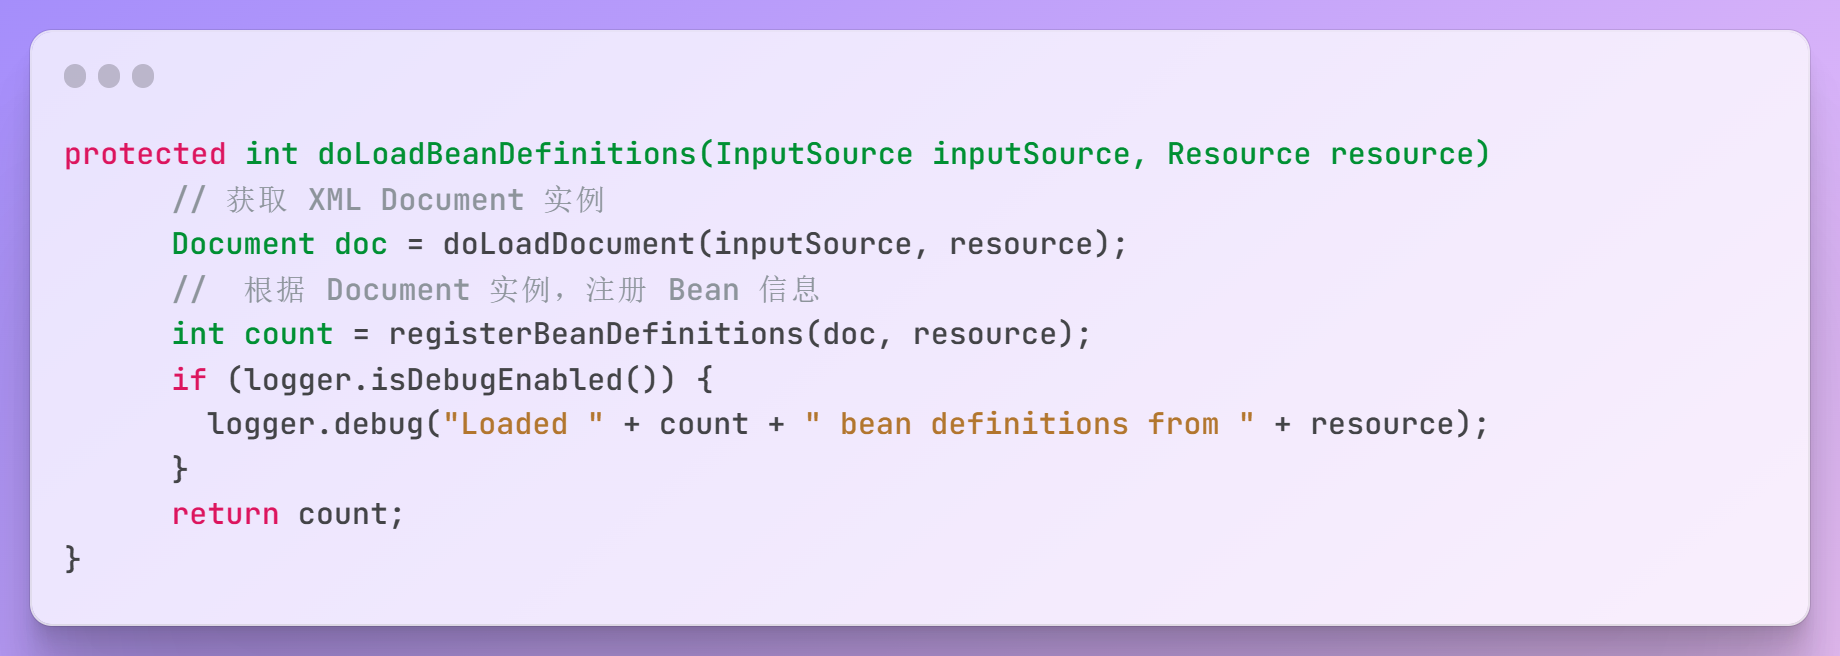 protected int doLoadBeanDefinitions(InputSource inputSource, Resource resource)
// 获取 XML Document 实例
Document doc = doLoadDocument(inputSource, resource);
//  根据 Document 实例，注册 Bean 信息
int count = registerBeanDefinitions(doc, resource);
if (logger.isDebugEnabled()) {
logger.debug("Loaded " + count + " bean definitions from " + resource);
}
return count;
}